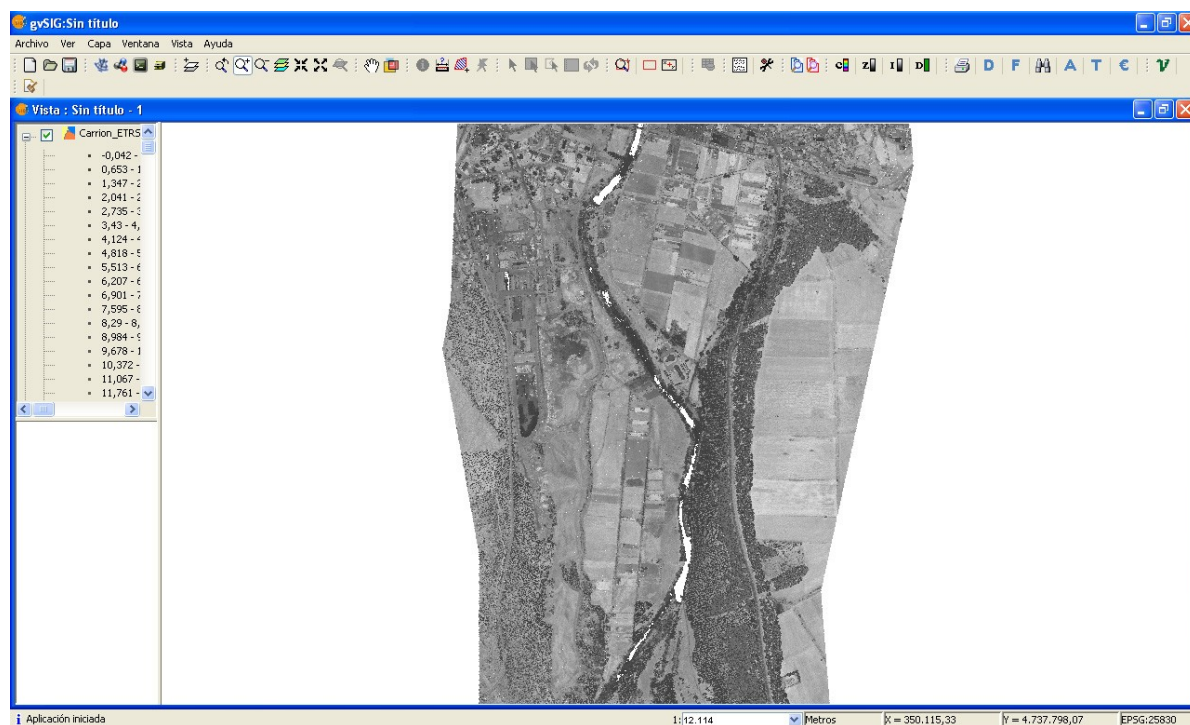 gvSIG:Sin título
Archivo Ver Capa Ventana Vista Ayuda
Vista : Sin título - 1
Carrion_ETRS
-0,042 -
0,653 - 1
1,347 - 2
2,041 - 2
2,735 - 3
3,43 - 4,
4,124 - 4
4,818 - 5
5,513 - 6
6,207 - 6
6,901 - 7
7,595 - 8
8,29 - 8,
8,984 - 9
9,678 - 1
10,372 -
11,067 -
11,761 -
i Aplicación iniciada 1:12.114 Metros X = 350.115,33 Y = 4.737.798,07 EPSG:25830